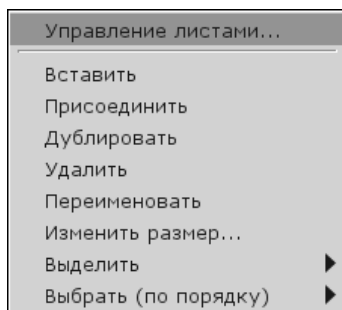 Управление листами...
Вставить
Присоединить
Дублировать
Удалить
Переименовать
Изменить размер...
Выделить
Выбрать (по порядку)